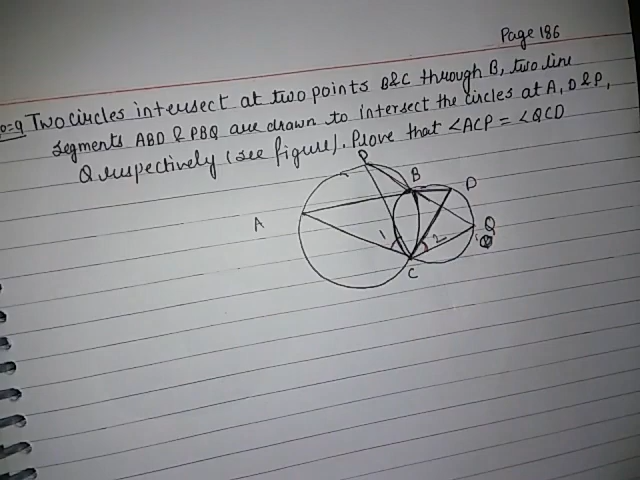 Page 186
Q=9 Two circles intersect at two points B&C through B, two line
segments ABD & PBQ are drawn to intersect the circles at A, D & P,
Q respectively (see figure). Prove that ∠ACP = ∠QCD
P
B
D
A
Q
1
2
C